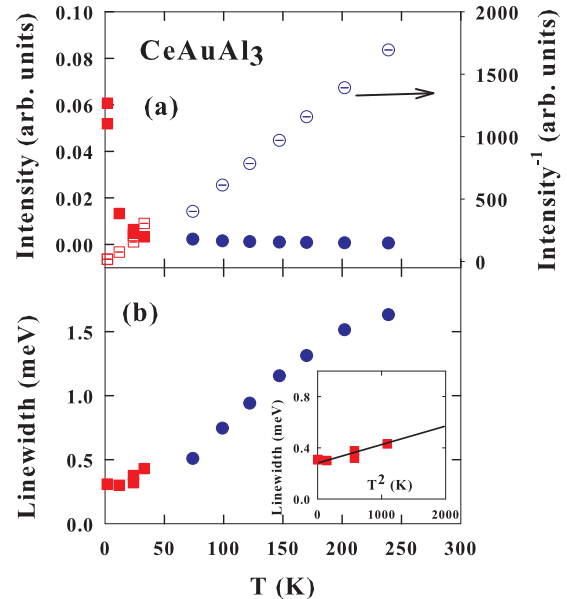 CeAuAl3
(a)
Intensity (arb. units)
0.10
0.08
0.06
0.04
0.02
0.00
2000
1500
1000
500
0
Intensity-1 (arb. units)
(b)
Linewidth (meV)
1.5
1.0
0.5
0.0
Linewidth (meV)
0.8
0.4
0.0
0
1000
2000
T2 (K)
0 50 100 150 200 250 300
T (K)